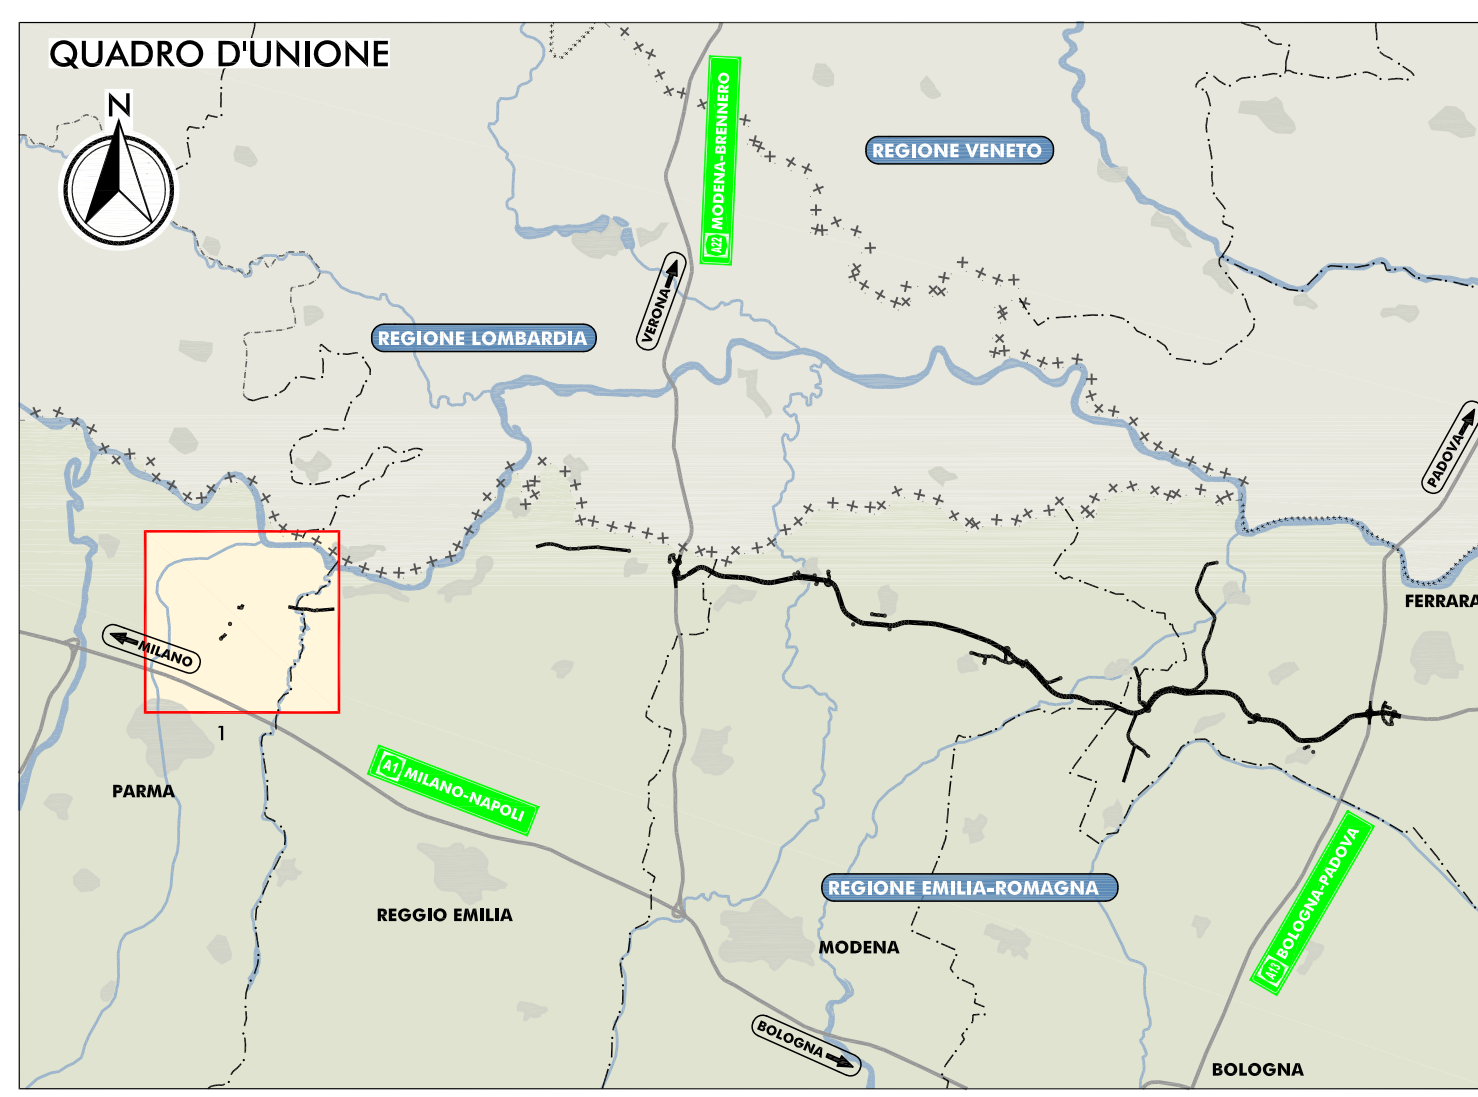 QUADRO D'UNIONE
N
A22 MODENA-BRENNERO
REGIONE VENETO
VERONA
REGIONE LOMBARDIA
PADOVA
FERRARA
MILANO
1
PARMA
A1 MILANO-NAPOLI
REGIONE EMILIA-ROMAGNA
A13 BOLOGNA-PADOVA
REGGIO EMILIA
MODENA
BOLOGNA
BOLOGNA